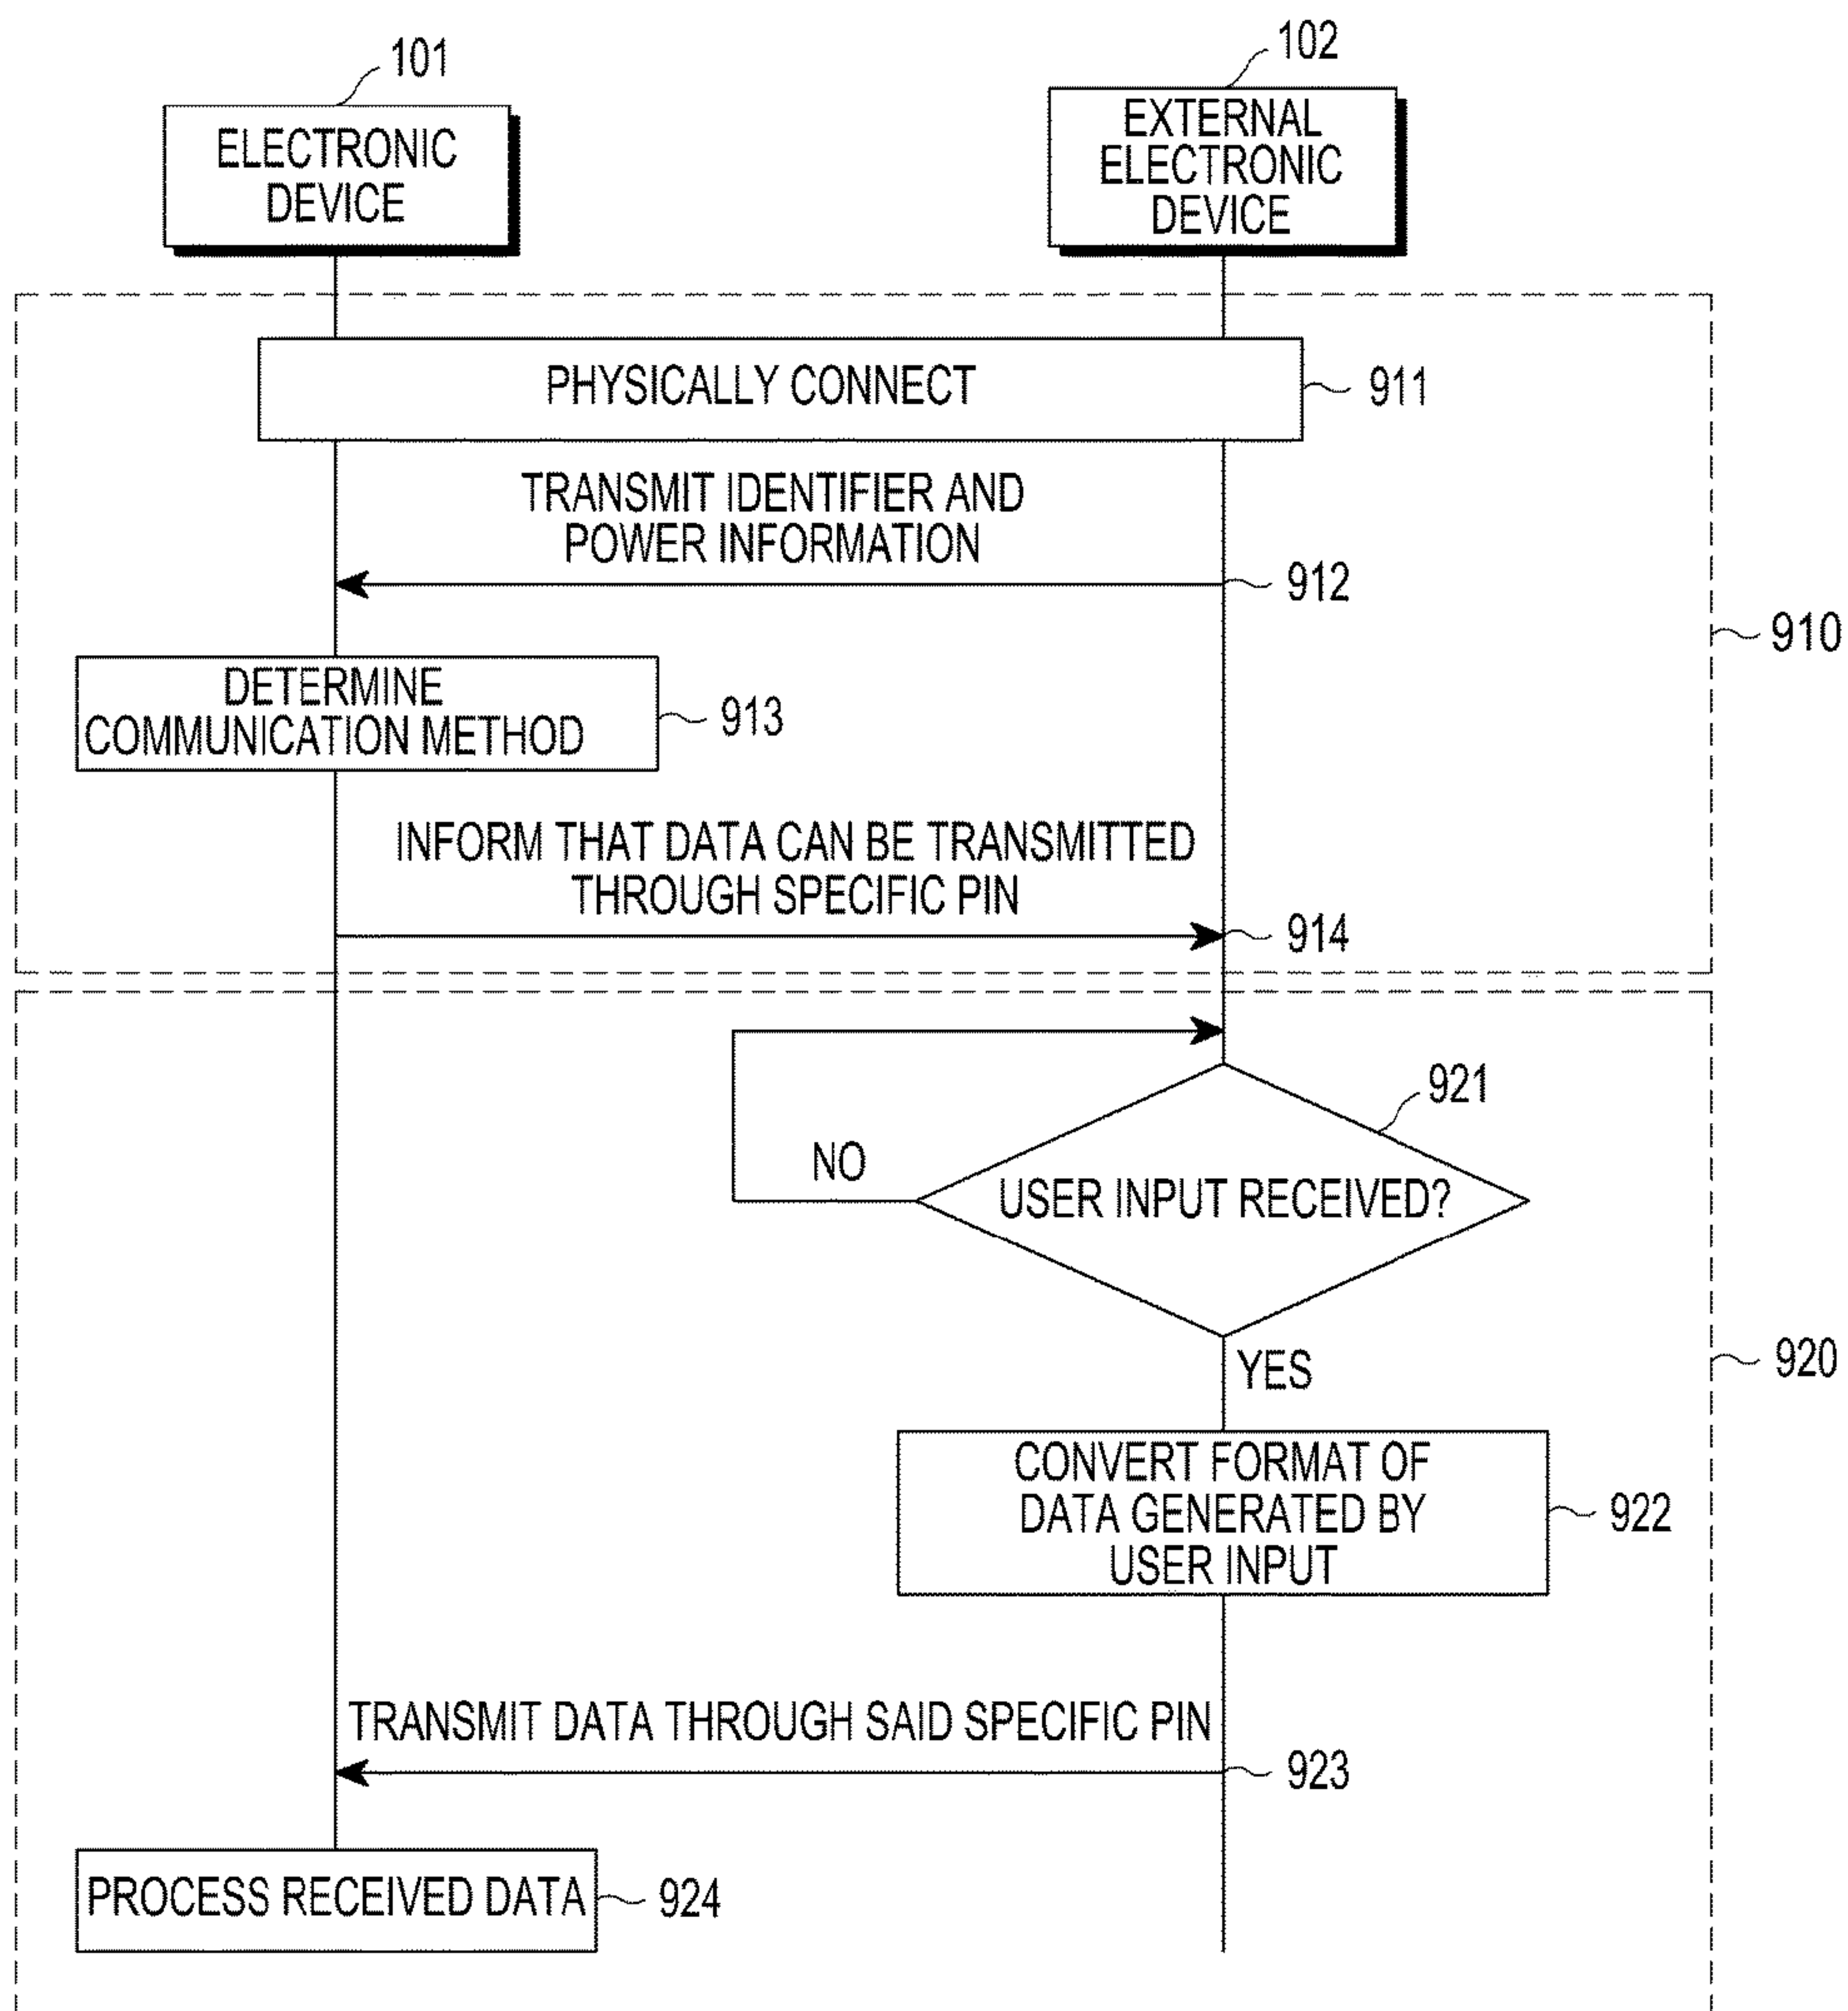 101
102
ELECTRONIC
DEVICE
EXTERNAL
ELECTRONIC
DEVICE
PHYSICALLY CONNECT
911
TRANSMIT IDENTIFIER AND
POWER INFORMATION
912
910
DETERMINE
COMMUNICATION METHOD
913
INFORM THAT DATA CAN BE TRANSMITTED
THROUGH SPECIFIC PIN
914
921
NO
USER INPUT RECEIVED?
YES
920
CONVERT FORMAT OF
DATA GENERATED BY
USER INPUT
922
TRANSMIT DATA THROUGH SAID SPECIFIC PIN
923
PROCESS RECEIVED DATA
924